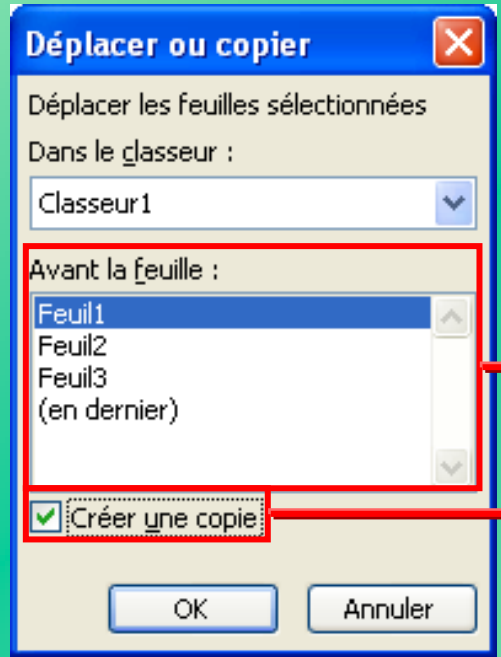 Déplacer ou copier
Déplacer les feuilles sélectionnées
Dans le classeur :
Classeur1
Avant la feuille :
Feuil1
Feuil2
Feuil3
(en dernier)
Créer une copie
OK
Annuler